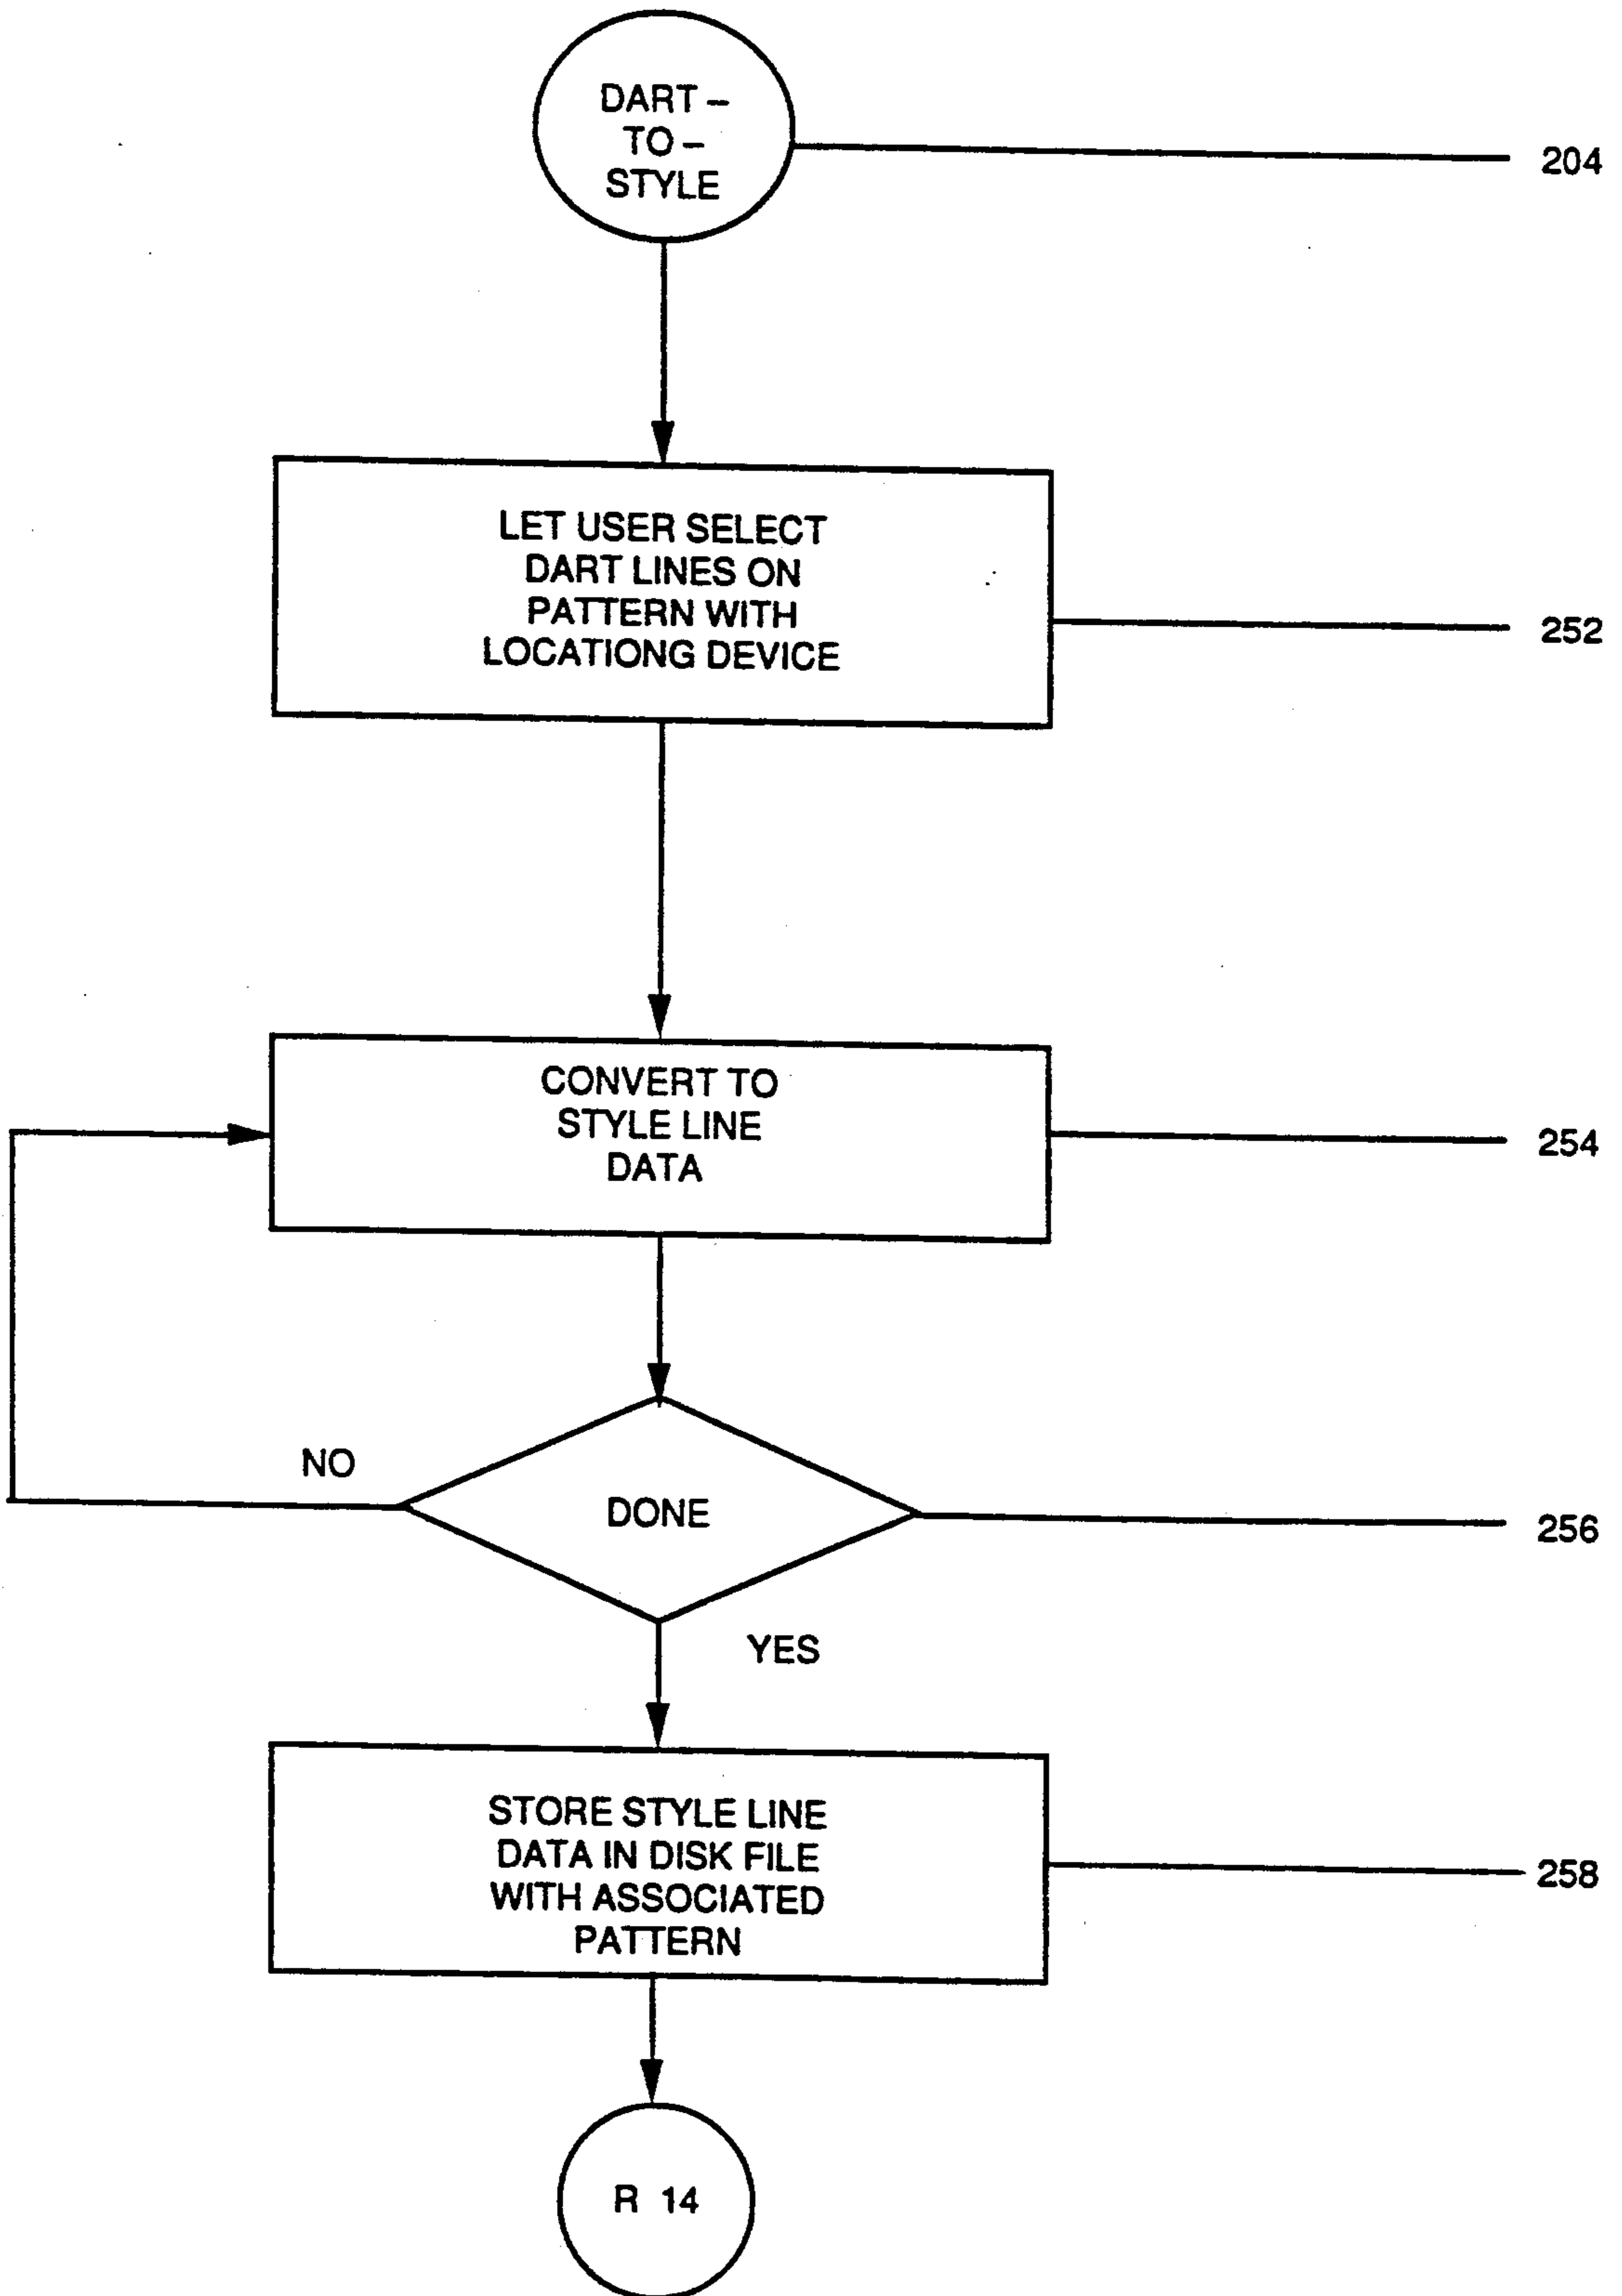 DART –
TO –
STYLE
204
LET USER SELECT
DART LINES ON
PATTERN WITH
LOCATIONG DEVICE
252
CONVERT TO
STYLE LINE
DATA
254
NO
DONE
256
YES
STORE STYLE LINE
DATA IN DISK FILE
WITH ASSOCIATED
PATTERN
258
R 14